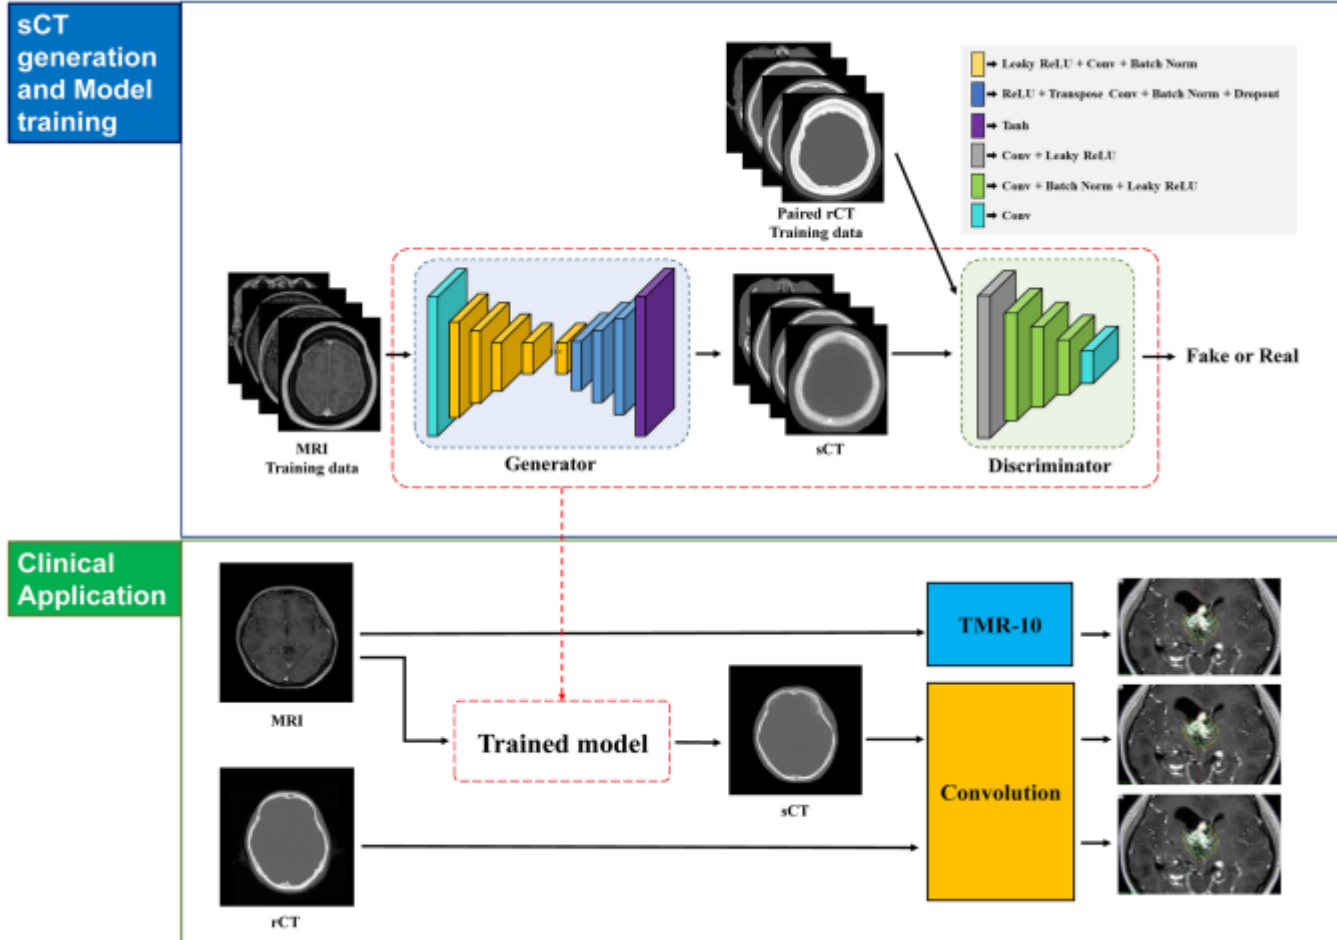 sCT
generation
and Model
training
Leaky ReLU + Conv + Batch Norm
ReLU + Transpose Conv + Batch Norm + Dropout
Tanh
Conv + Leaky ReLU
Conv + Batch Norm + Leaky ReLU
Conv
Paired rCT
Training data
MRI
Training data
Generator
sCT
Discriminator
Fake or Real
Clinical
Application
MRI
Trained model
sCT
rCT
TMR-10
Convolution